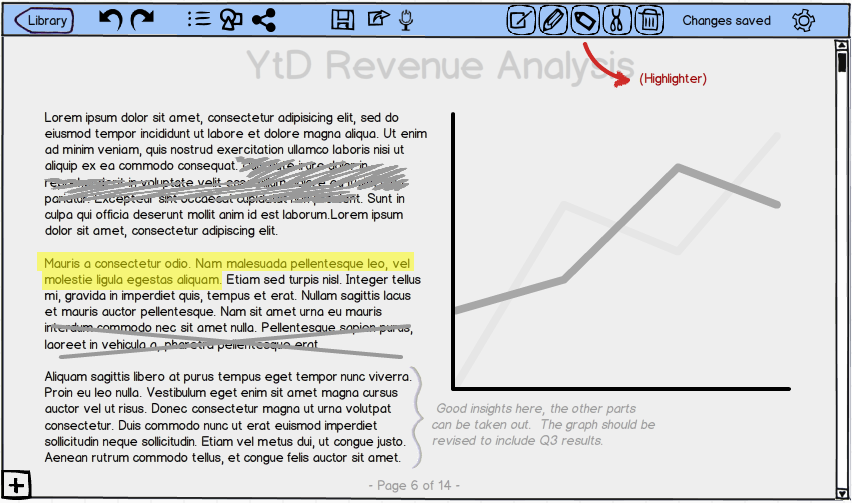 Library
Changes saved
YtD Revenue Analysis
(Highlighter)
Lorem ipsum dolor sit amet, consectetur adipisicing elit, sed do
eiusmod tempor incididunt ut labore et dolore magna aliqua. Ut enim
ad minim veniam, quis nostrud exercitation ullamco laboris nisi ut
aliquip ex ea commodo consequat. dolor in
in voluptate velit
pariatur. Excepteur sint occaecat cupidatat non proident. Sunt in
culpa qui officia deserunt mollit anim id est laborum.Lorem ipsum
dolor sit amet, consectetur adipiscing elit.
Mauris a consectetur odio. Nam malesuada pellentesque leo, vel
molestie ligula egestas aliquam. Etiam sed turpis nisl. Integer tellus
mi, gravida in imperdiet quis, tempus et erat. Nullam sagittis lacus
et mauris auctor pellentesque. Nam sit amet urna eu mauris
interdum commodo nec sit amet nulla. Pellentesque sapien purus,
laoreet in vehicula a, pharetra pellentesque erat.
Aliquam sagittis libero at purus tempus eget tempor nunc viverra.
Proin eu leo nulla. Vestibulum eget enim sit amet magna cursus
auctor vel ut risus. Donec consectetur magna ut urna volutpat
consectetur. Duis commodo nunc ut erat euismod imperdiet
sollicitudin neque sollicitudin. Etiam vel metus dui, ut congue justo.
Aenean rutrum commodo tellus, et congue felis auctor sit amet.
Good insights here, the other parts
can be taken out. The graph should be
revised to include Q3 results.
- Page 6 of 14 -